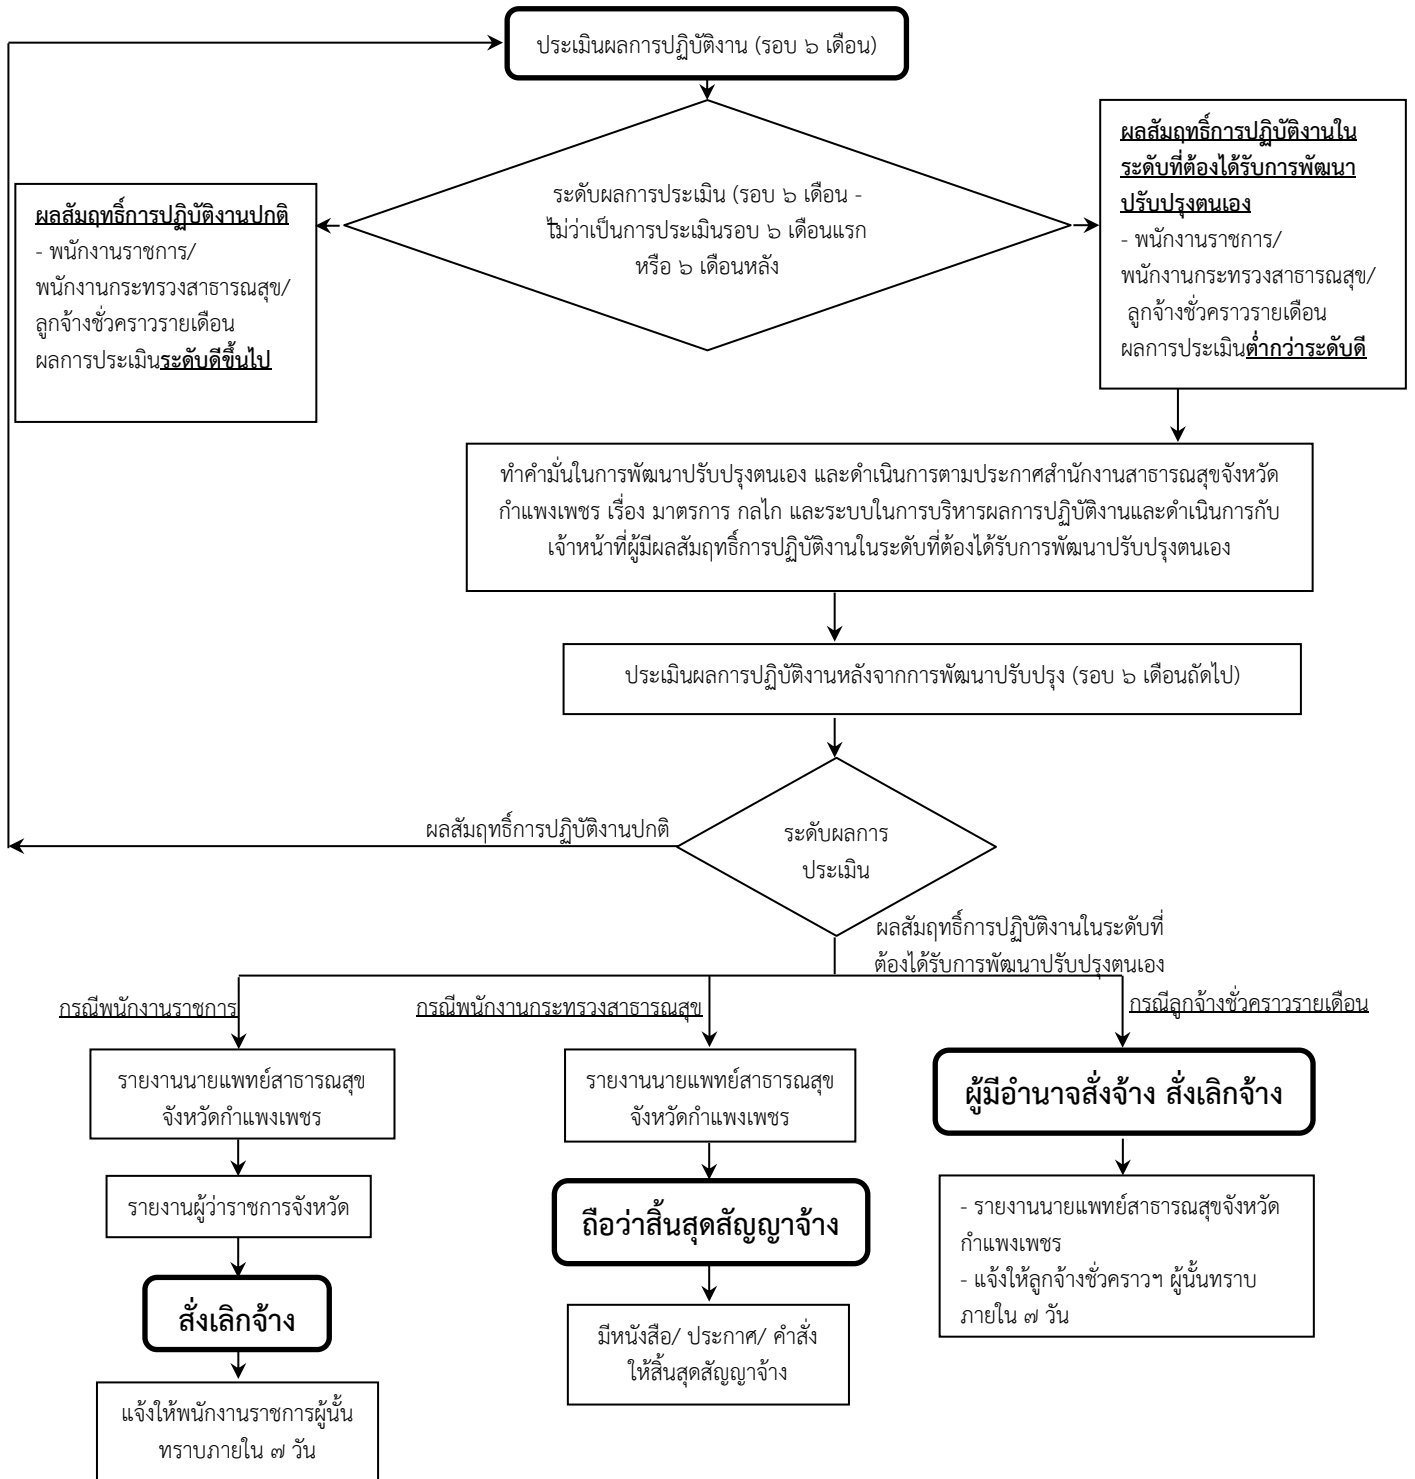 ประเมินผลการปฏิบัติงาน (รอบ ๖ เดือน)
ระดับผลการประเมิน (รอบ ๖ เดือน -
ไม่ว่าเป็นการประเมินรอบ ๖ เดือนแรก
หรือ ๖ เดือนหลัง
ผลสัมฤทธิ์การปฏิบัติงานปกติ
- พนักงานราชการ/
พนักงานกระทรวงสาธารณสุข/
ลูกจ้างชั่วคราวรายเดือน
ผลการประเมินระดับดีขึ้นไป
ผลสัมฤทธิ์การปฏิบัติงานใน
ระดับที่ต้องได้รับการพัฒนา
ปรับปรุงตนเอง
- พนักงานราชการ/
พนักงานกระทรวงสาธารณสุข/
ลูกจ้างชั่วคราวรายเดือน
ผลการประเมินต่ำกว่าระดับดี
ทำคำมั่นในการพัฒนาปรับปรุงตนเอง และดำเนินการตามประกาศสำนักงานสาธารณสุขจังหวัด
กำแพงเพชร เรื่อง มาตรการ กลไก และระบบในการบริหารผลการปฏิบัติงานและดำเนินการกับ
เจ้าหน้าที่ผู้มีผลสัมฤทธิ์การปฏิบัติงานในระดับที่ต้องได้รับการพัฒนาปรับปรุงตนเอง
ประเมินผลการปฏิบัติงานหลังจากการพัฒนาปรับปรุง (รอบ ๖ เดือนถัดไป)
ผลสัมฤทธิ์การปฏิบัติงานปกติ
ระดับผลการ
ประเมิน
ผลสัมฤทธิ์การปฏิบัติงานในระดับที่
ต้องได้รับการพัฒนาปรับปรุงตนเอง
กรณีพนักงานราชการ
รายงานนายแพทย์สาธารณสุข
จังหวัดกำแพงเพชร
รายงานผู้ว่าราชการจังหวัด
สั่งเลิกจ้าง
แจ้งให้พนักงานราชการผู้นั้น
ทราบภายใน ๗ วัน
กรณีพนักงานกระทรวงสาธารณสุข
รายงานนายแพทย์สาธารณสุข
จังหวัดกำแพงเพชร
ถือว่าสิ้นสุดสัญญาจ้าง
มีหนังสือ/ ประกาศ/ คำสั่ง
ให้สิ้นสุดสัญญาจ้าง
กรณีลูกจ้างชั่วคราวรายเดือน
ผู้มีอำนาจสั่งจ้าง สั่งเลิกจ้าง
- รายงานนายแพทย์สาธารณสุขจังหวัด
กำแพงเพชร
- แจ้งให้ลูกจ้างชั่วคราวฯ ผู้นั้นทราบ
ภายใน ๗ วัน